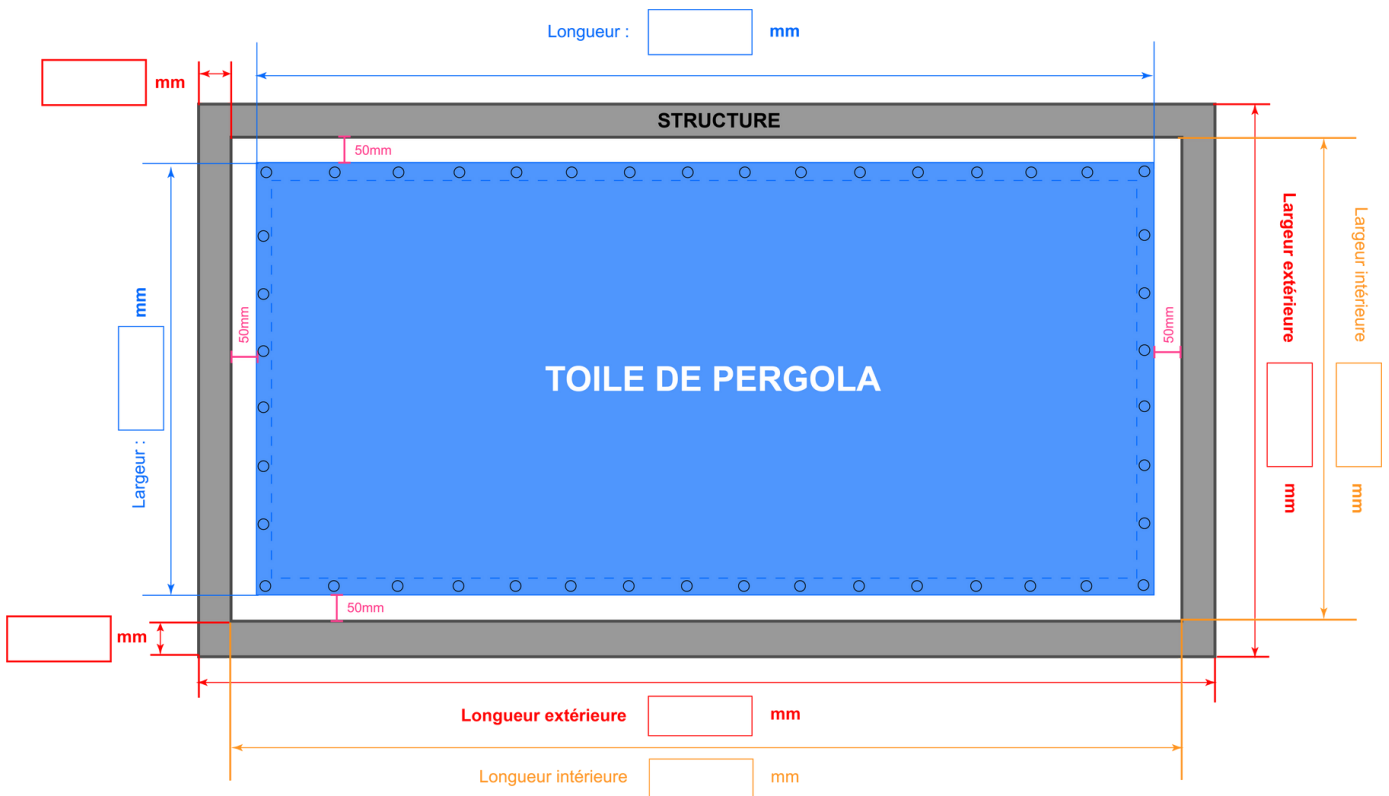 Longueur : mm
mm
STRUCTURE
50mm
Largeur : mm
50mm
TOILE DE PERGOLA
50mm
Largeur extérieure mm
Largeur intérieure mm
50mm
mm
Longueur extérieure mm
Longueur intérieure mm